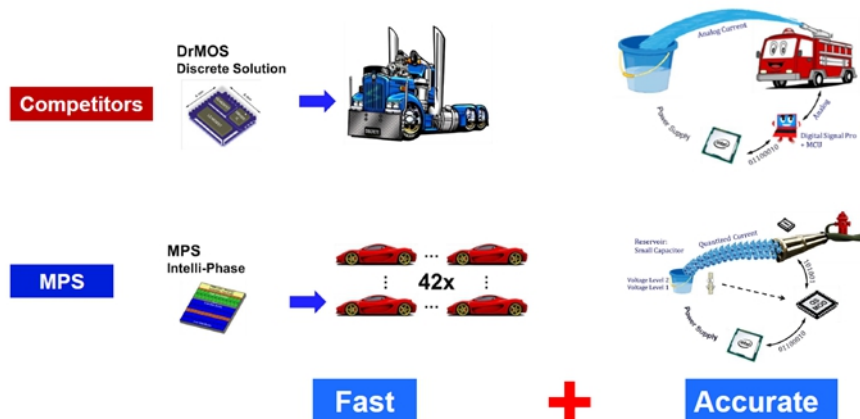 DrMOS
Discrete Solution
Competitors
Analog Current
Analog
Power Supply
Digital Signal Pro
+ MCU
01100010
MPS
Intelli-Phase
MPS
42x
Reservoir:
Small Capacitor
Quantized Current
Voltage Level 2
Voltage Level 1
101001
Power Supply
01100010
Fast
+
Accurate